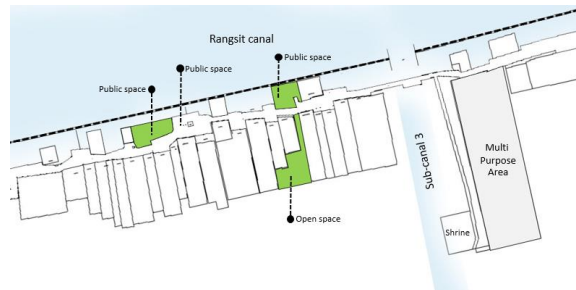 Rangsit canal
Public space
Public space
Public space
Sub-canal 3
Multi
Purpose
Area
Shrine
Open space